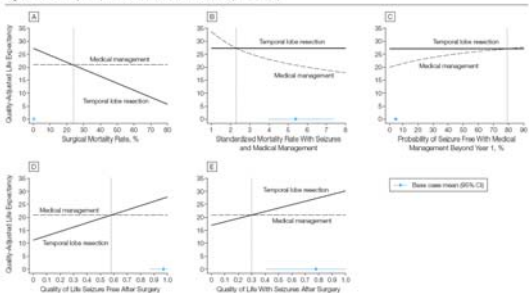 A
Quality-Adjusted Life Expectancy
35
30
25
20
15
10
5
0
Medical management
Temporal lobe resection
0 10 20 30 40 50 60 70 80
Surgical Mortality Rate, %
B
35
30
25
20
15
10
5
0
Temporal lobe resection
Medical management
1 2 3 4 5 6 7 8
Standardized Mortality Rate With Seizures
and Medical Management
C
35
30
25
20
15
10
5
0
Temporal lobe resection
Medical management
0 10 20 30 40 50 60 70 80 90
Probability of Seizure Free With Medical
Management Beyond Year 1, %
D
Quality-Adjusted Life Expectancy
35
30
25
20
15
10
5
0
Medical management
Temporal lobe resection
0 0.1 0.2 0.3 0.4 0.5 0.6 0.7 0.8 0.9 1.0
Quality of Life Seizure Free After Surgery
E
35
30
25
20
15
10
5
0
Temporal lobe resection
Medical management
0 0.1 0.2 0.3 0.4 0.5 0.6 0.7 0.8 0.9 1.0
Quality of Life With Seizures After Surgery
Base case mean (95% CI)